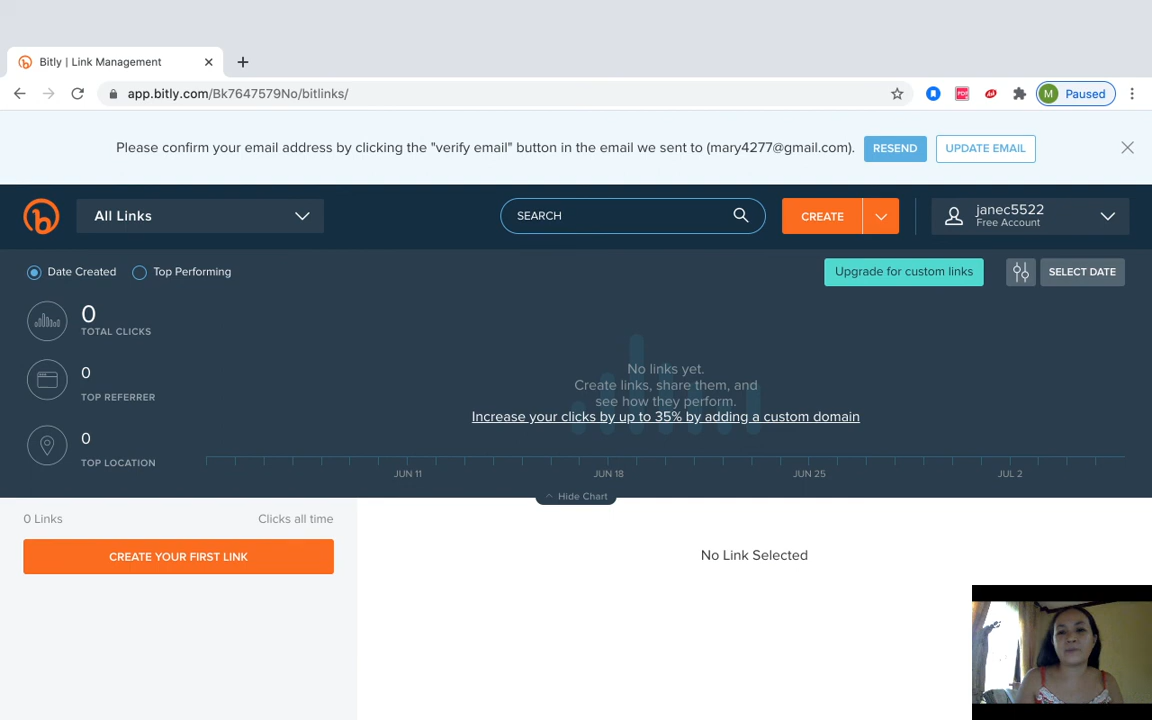 Bitly | Link Management
app.bitly.com/Bk7647579No/bitlinks/
PDF
M Paused
Please confirm your email address by clicking the "verify email" button in the email we sent to (mary4277@gmail.com).
RESEND
UPDATE EMAIL
All Links
SEARCH
CREATE
janec5522
Free Account
Date Created
Top Performing
Upgrade for custom links
SELECT DATE
0
TOTAL CLICKS
0
TOP REFERRER
0
TOP LOCATION
No links yet.
Create links, share them, and
see how they perform.
Increase your clicks by up to 35% by adding a custom domain
JUN 11
JUN 18
JUN 25
JUL 2
Hide Chart
0 Links
Clicks all time
CREATE YOUR FIRST LINK
No Link Selected